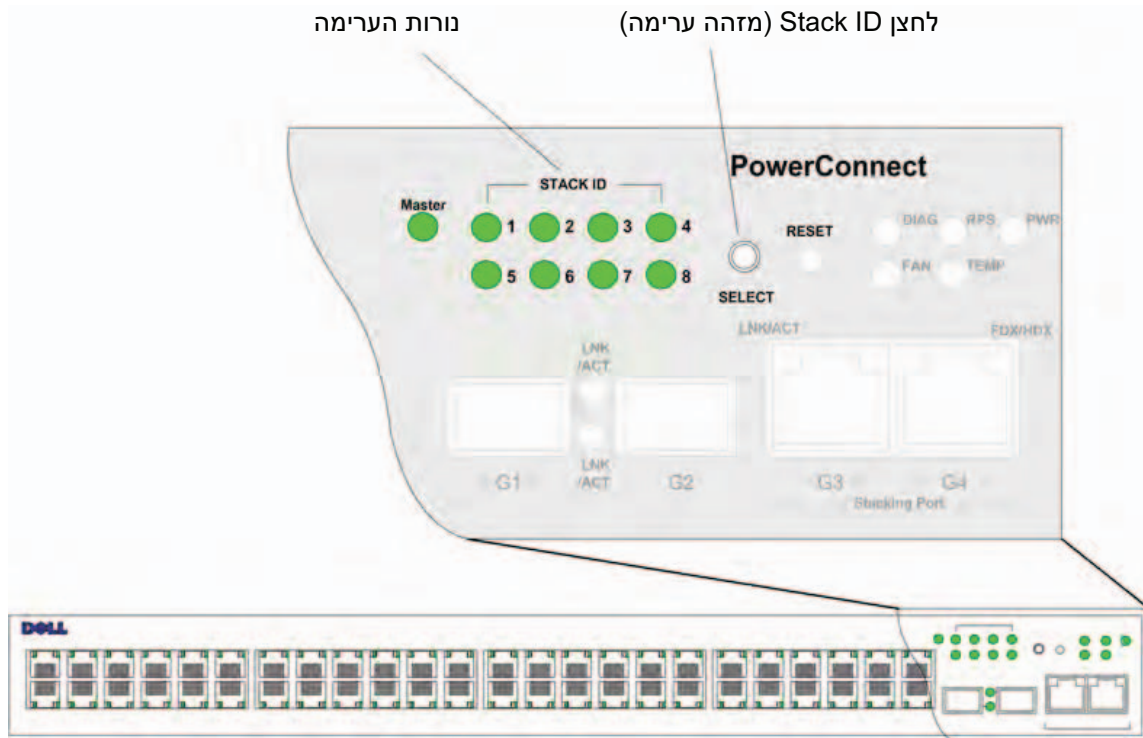 נורות הערימה
לחצן Stack ID (מזהה ערימה)
PowerConnect
STACK ID
Master
1 2 3 4
5 6 7 8
RESET
SELECT
DIAG RPS PWR
FAN TEMP
LNK/ACT
FDX/HDX
LNK
/ACT
LNK
/ACT
G1
G2
G3
G4
Stacking Port
DELL